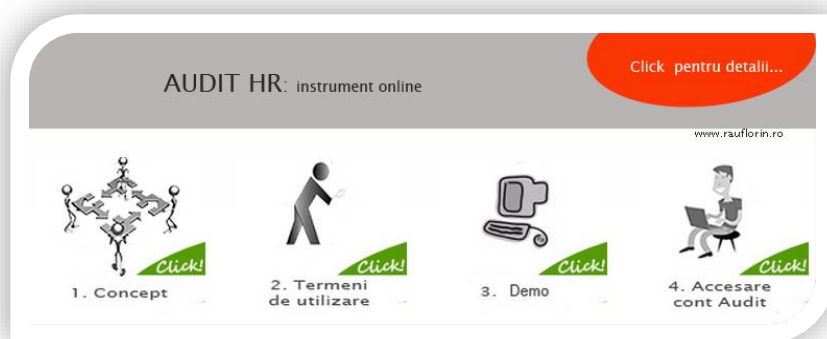 AUDIT HR: instrument online
Click pentru detalii...
www.rauflorin.ro
Click!
Click!
Click!
Click!
1. Concept
2. Termeni
de utilizare
3. Demo
4. Accesare
cont Audit